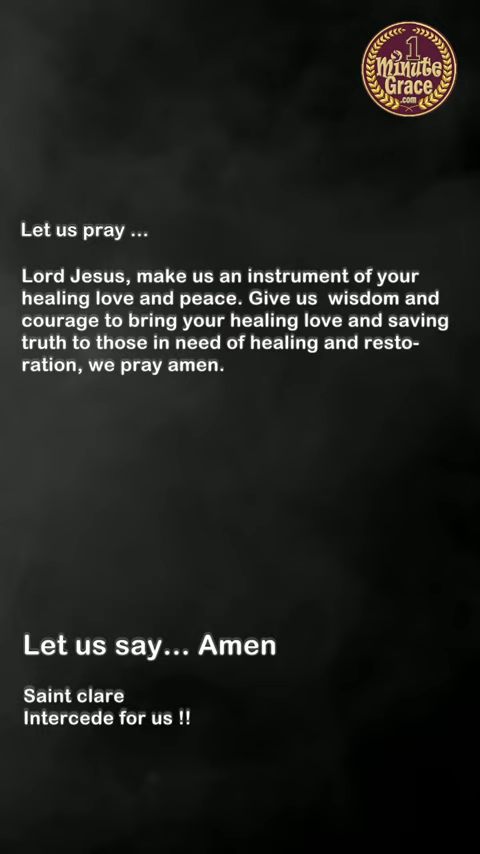 1
Minute
Grace
.com
Let us pray ...
Lord Jesus, make us an instrument of your
healing love and peace. Give us  wisdom and
courage to bring your healing love and saving
truth to those in need of healing and resto-
ration, we pray amen.
Let us say... Amen
Saint clare
Intercede for us !!